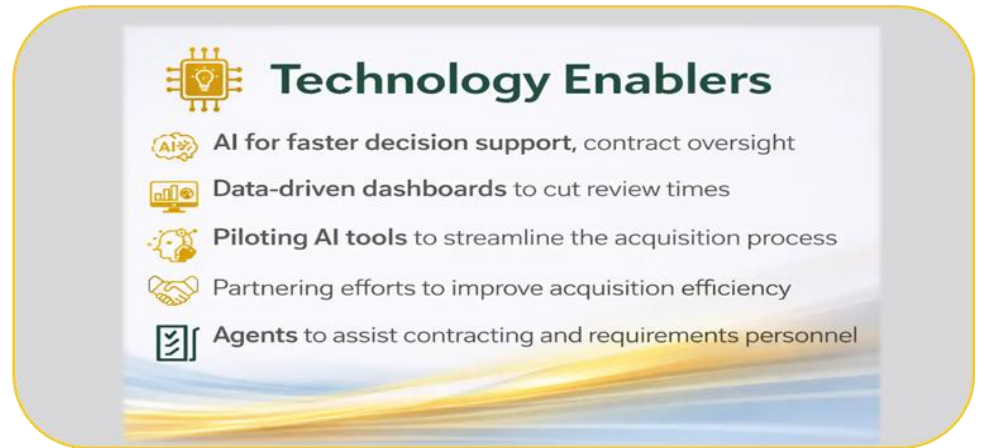 Technology Enablers
AI
AI for faster decision support, contract oversight
Data-driven dashboards to cut review times
Piloting AI tools to streamline the acquisition process
Partnering efforts to improve acquisition efficiency
Agents to assist contracting and requirements personnel